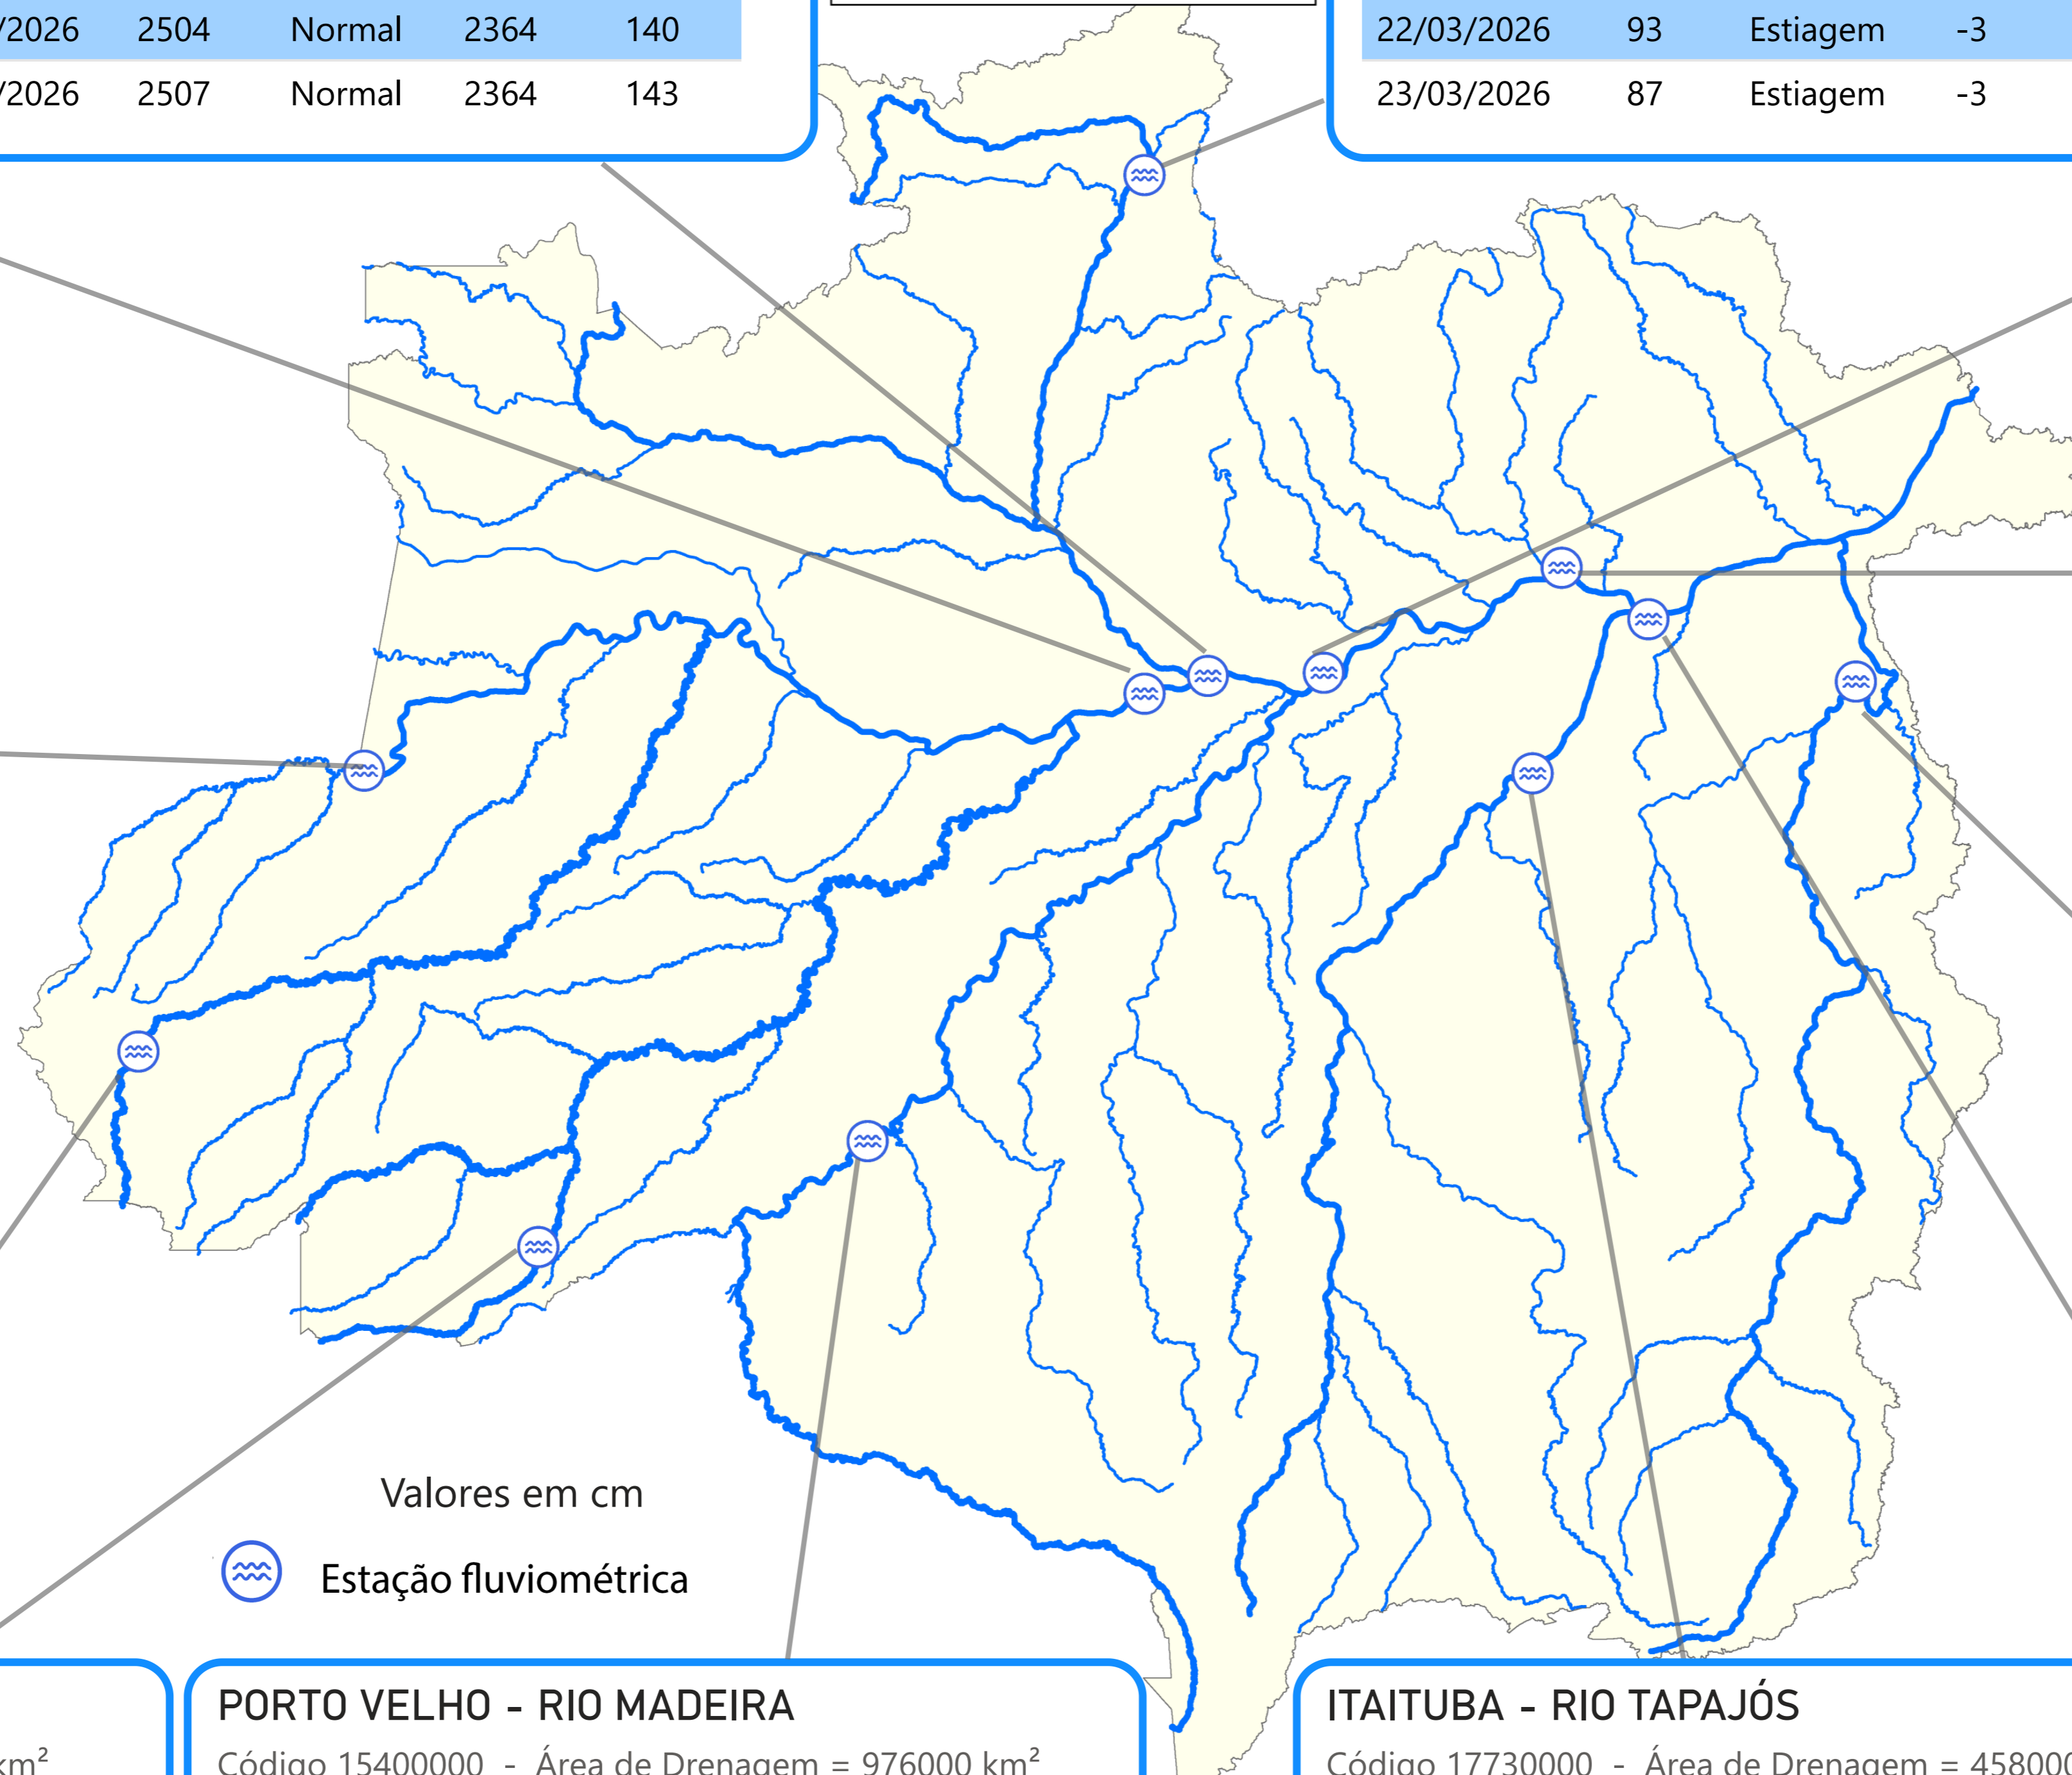 /2026 2504 Normal 2364 140
/2026 2507 Normal 2364 143
22/03/2026 93 Estiagem -3
23/03/2026 87 Estiagem -3
Valores em cm
Estação fluviométrica
km²
PORTO VELHO - RIO MADEIRA
Código 15400000 - Área de Drenagem = 976000 km²
ITAITUBA - RIO TAPAJÓS
Código 17730000 - Área de Drenagem = 458000